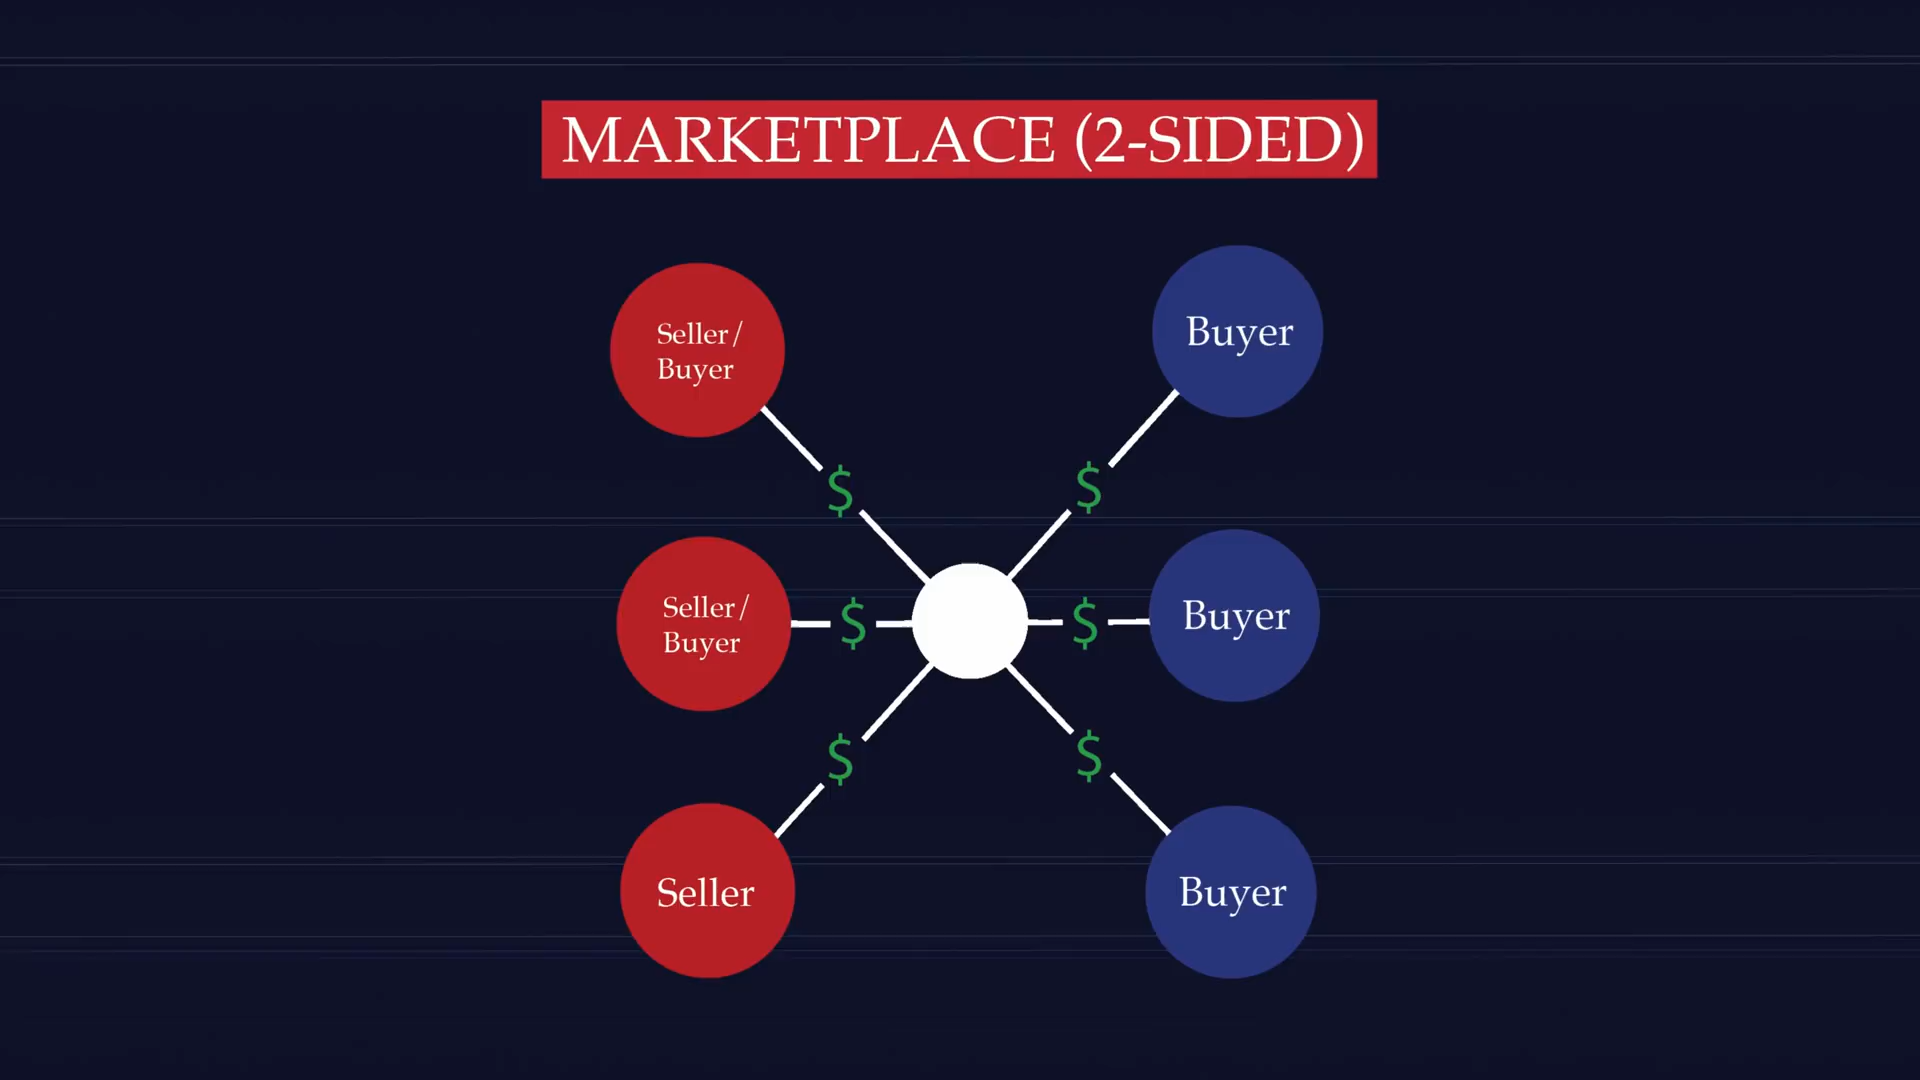 MARKETPLACE (2-SIDED)
Seller/
Buyer
Buyer
$
$
Seller/
Buyer
$
$
Buyer
$
$
Seller
Buyer